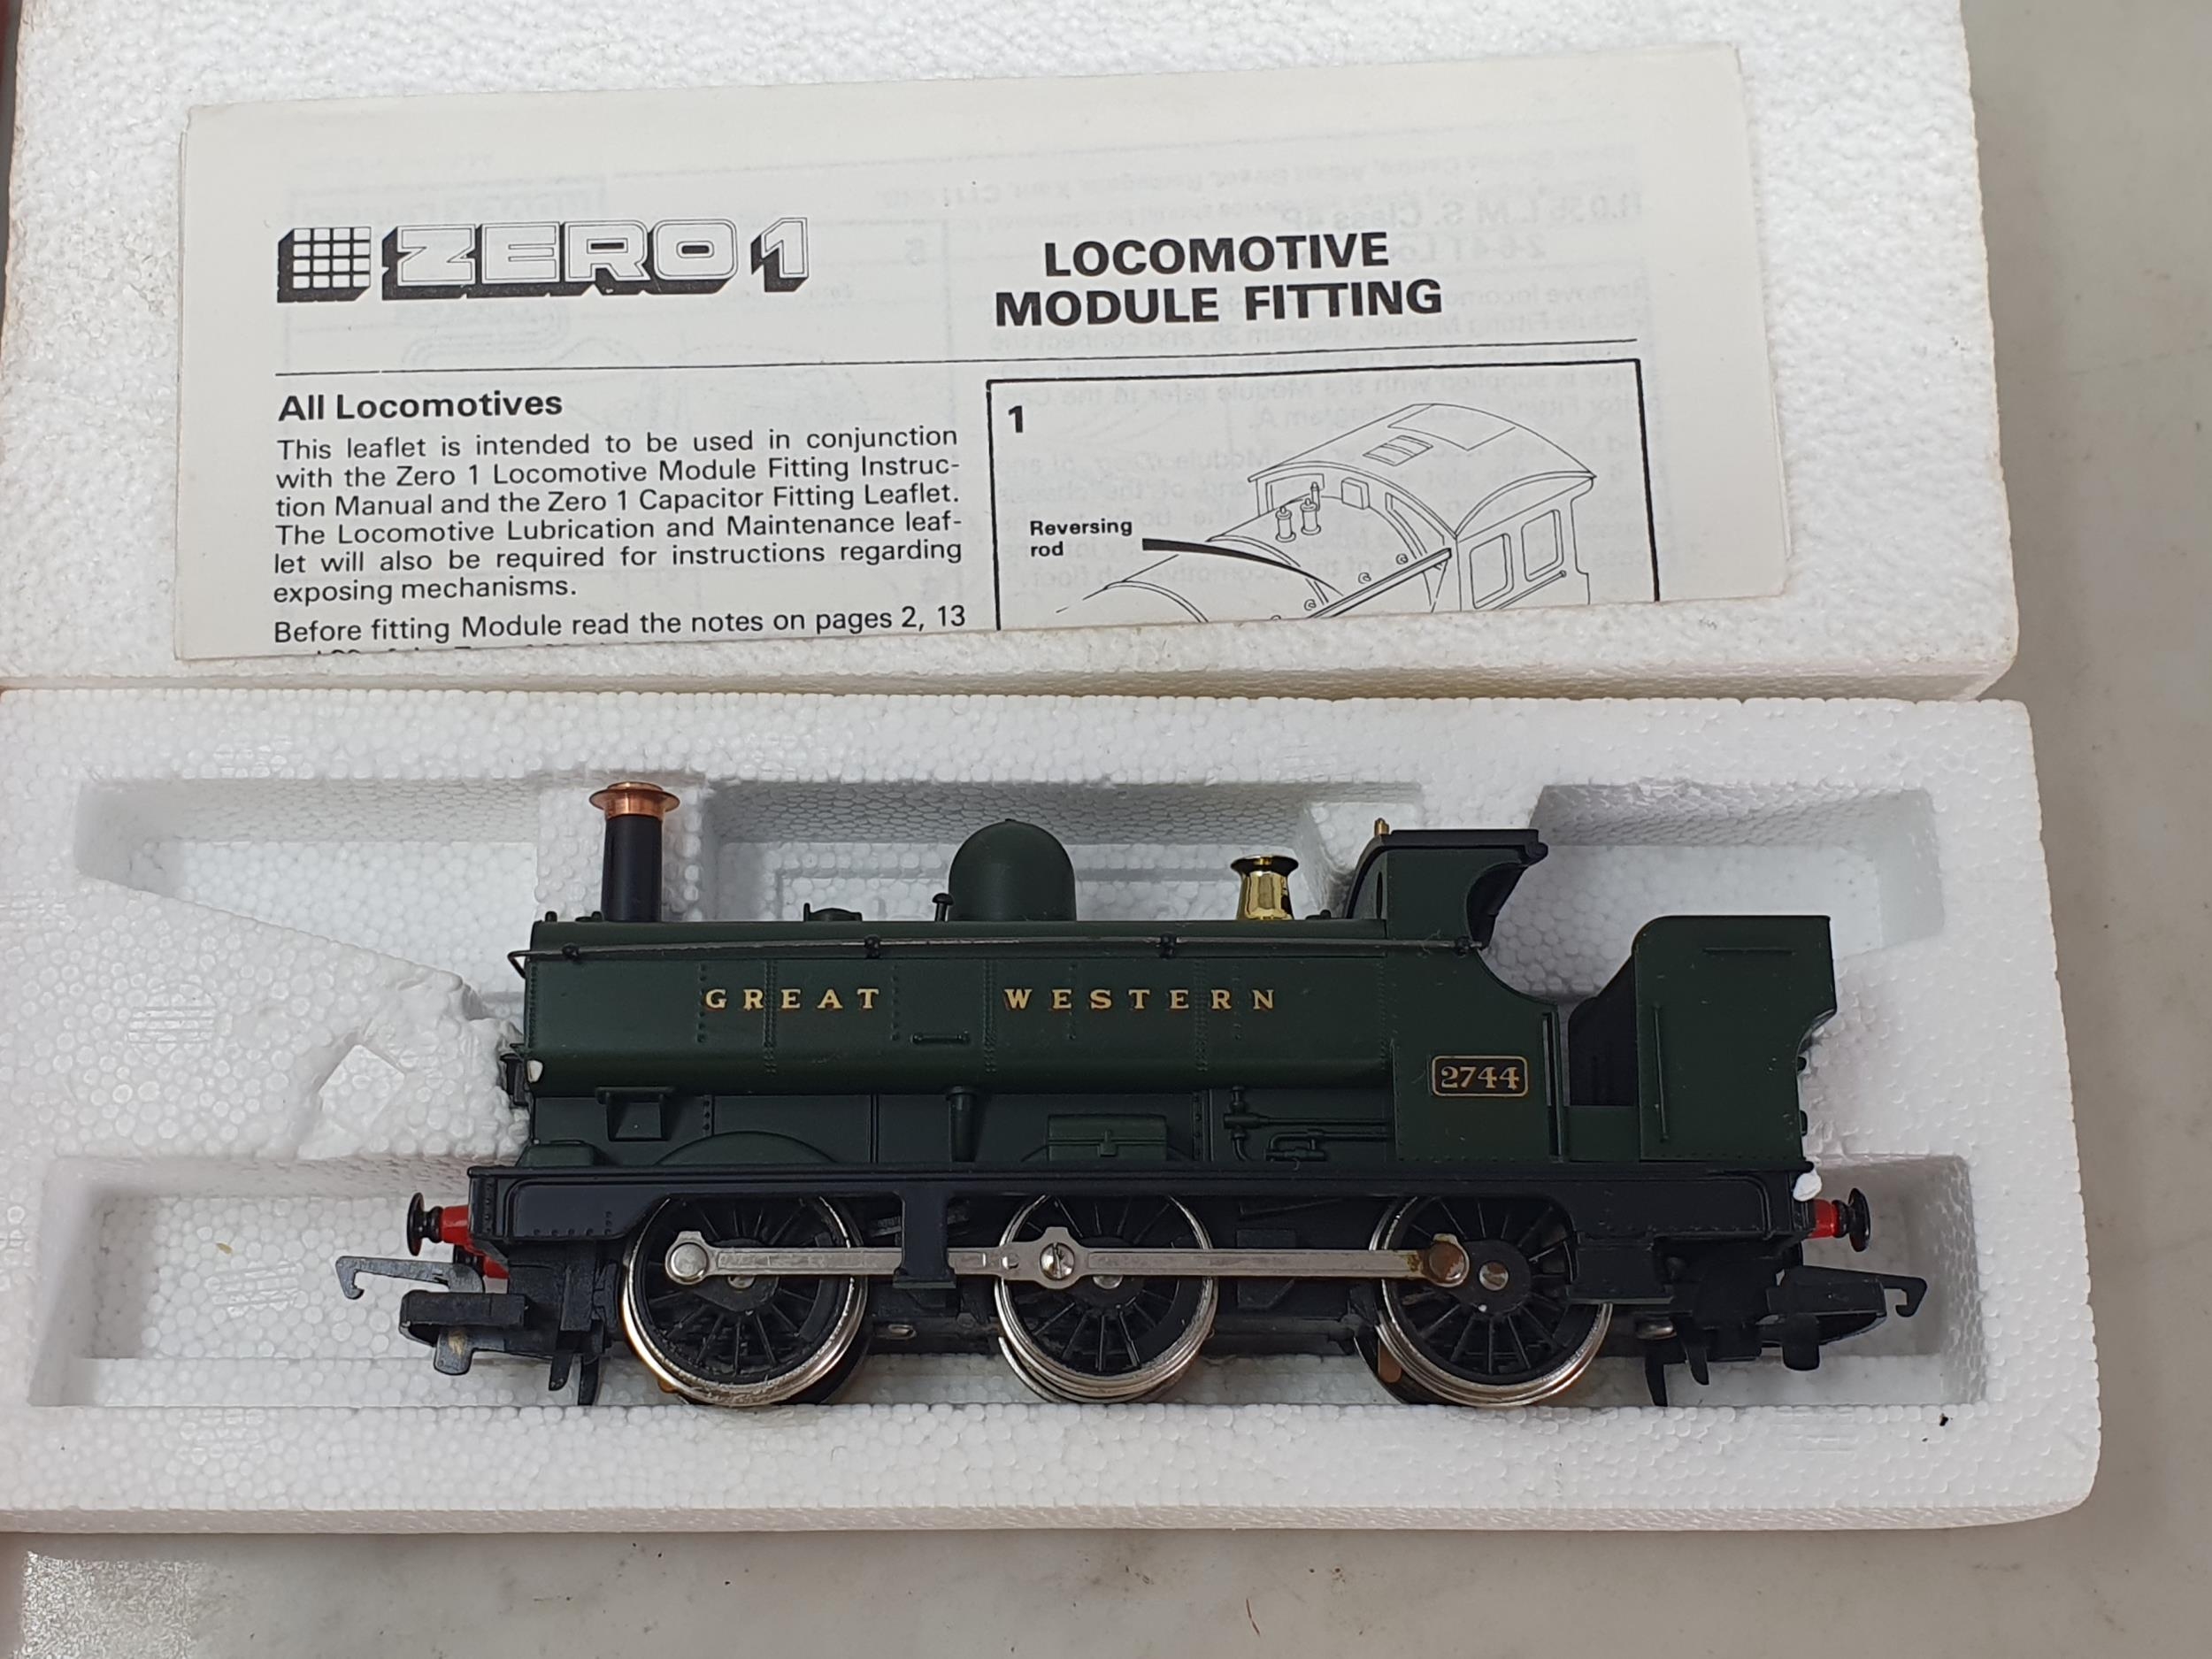 ZERO 1
LOCOMOTIVE
MODULE FITTING
All Locomotives
This leaflet is intended to be used in conjunction
with the Zero 1 Locomotive Module Fitting Instruc-
tion Manual and the Zero 1 Capacitor Fitting Leaflet.
The Locomotive Lubrication and Maintenance leaf-
let will also be required for instructions regarding
exposing mechanisms.
Before fitting Module read the notes on pages 2, 13
1
Reversing
rod
GREAT WESTERN
2744